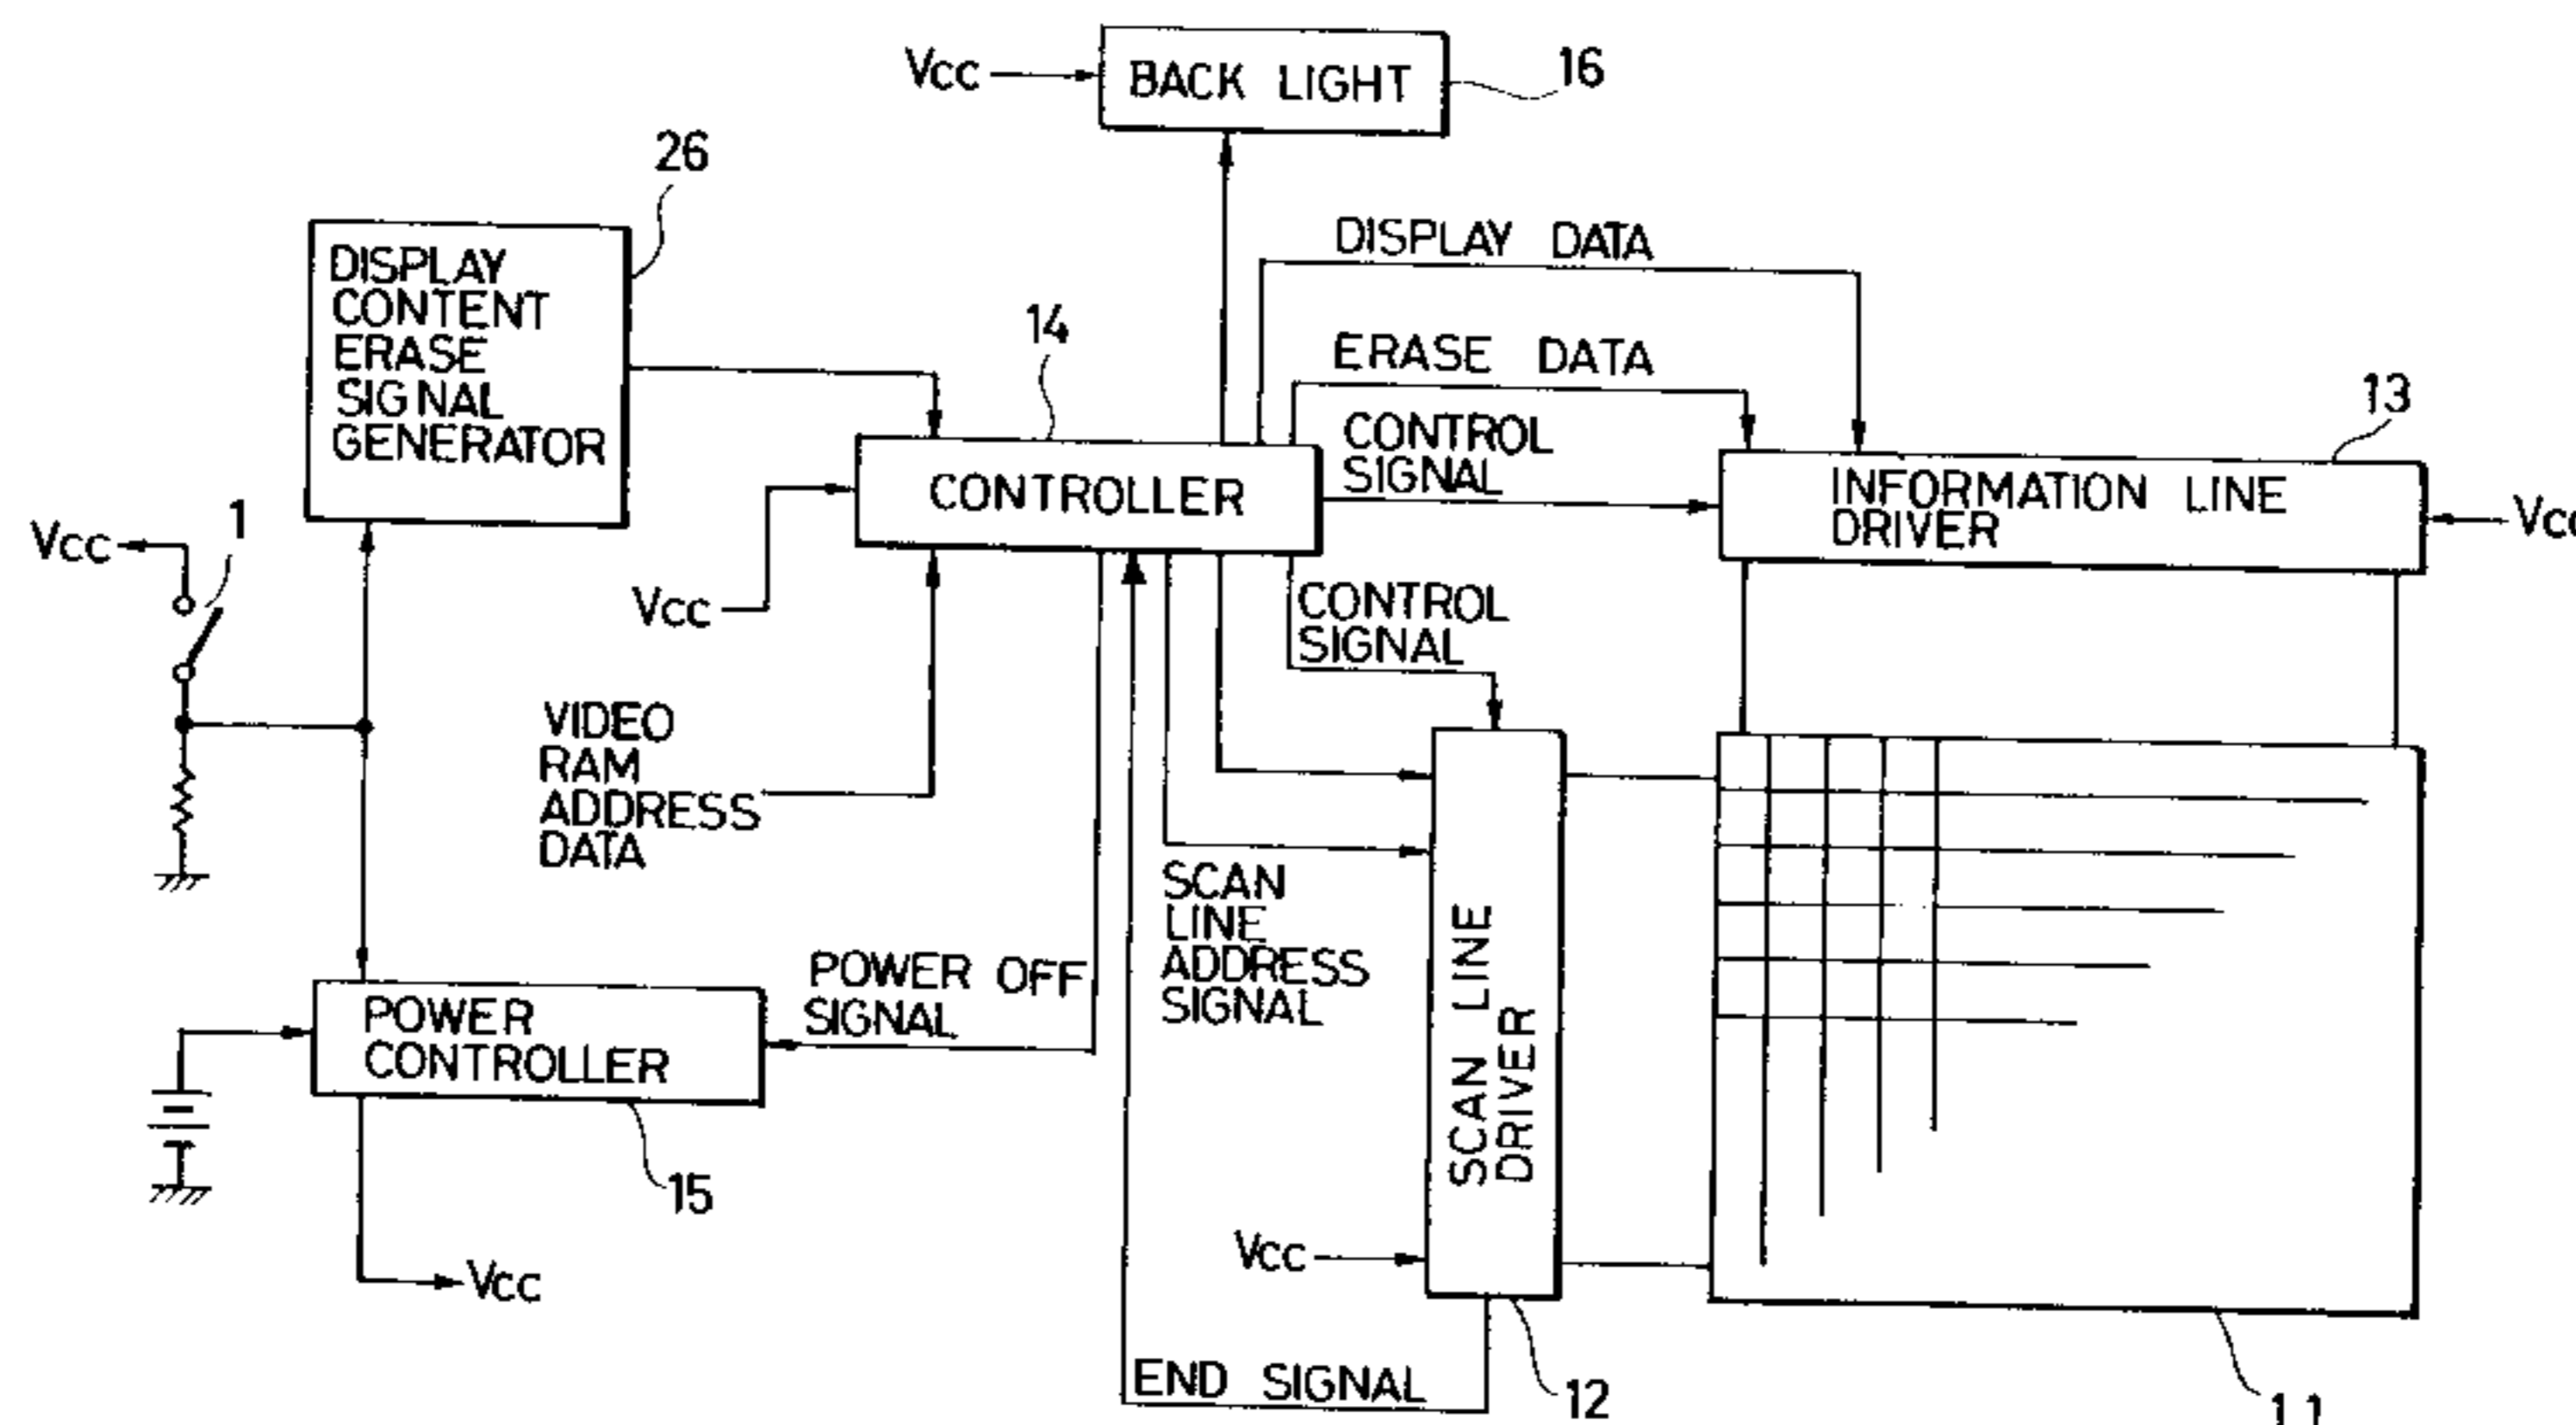 Vcc
BACK LIGHT
16
26
DISPLAY
CONTENT
ERASE
SIGNAL
GENERATOR
DISPLAY DATA
14
ERASE DATA
CONTROL
SIGNAL
13
CONTROLLER
INFORMATION LINE
DRIVER
Vcc
Vcc
1
Vcc
CONTROL
SIGNAL
VIDEO
RAM
ADDRESS
DATA
SCAN
LINE
ADDRESS
SIGNAL
POWER OFF
SIGNAL
POWER
CONTROLLER
SCAN LINE
DRIVER
15
Vcc
Vcc
END SIGNAL
12
11